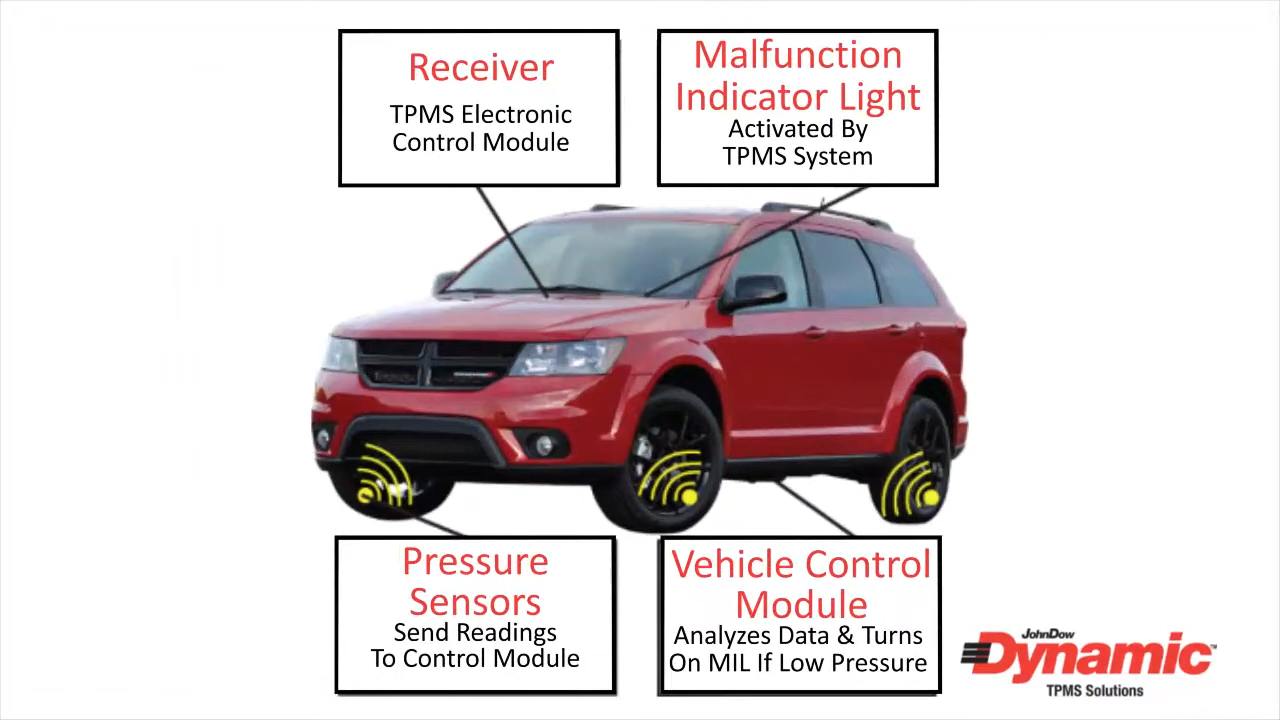 Receiver
TPMS Electronic
Control Module
Malfunction
Indicator Light
Activated By
TPMS System
Pressure
Sensors
Send Readings
To Control Module
Vehicle Control
Module
Analyzes Data & Turns
On MIL If Low Pressure
JohnDow
Dynamic™
TPMS Solutions